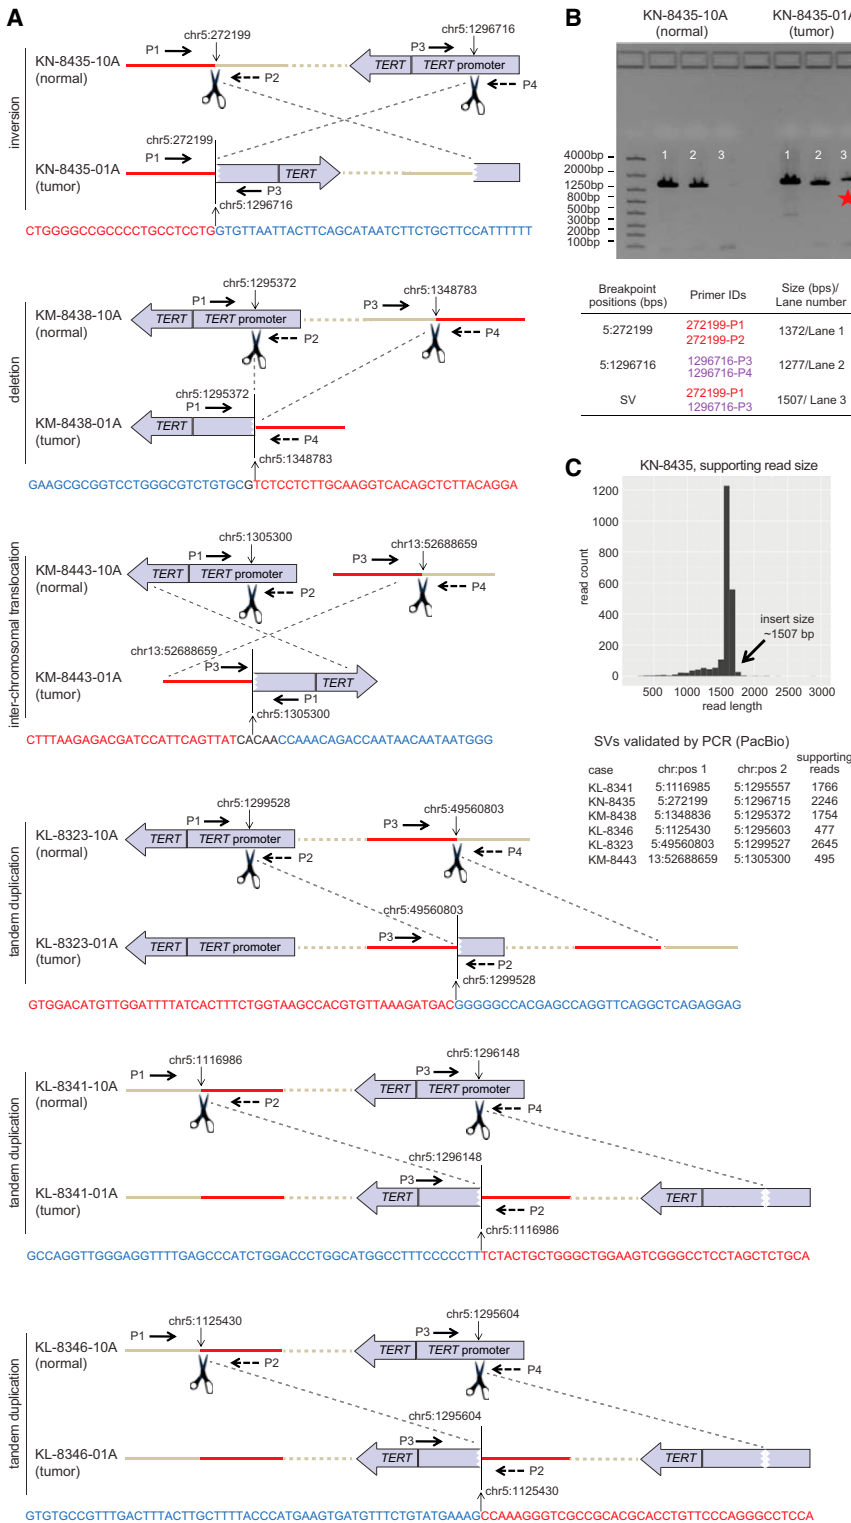 A
inversion
KN-8435-10A
(normal)
P1
chr5:272199
P2
P3
chr5:1296716
TERT
TERT promoter
P4
KN-8435-01A
(tumor)
P1
chr5:272199
TERT
P3
chr5:1296716
CTGGGGCCGCCCCTGCCTCCTGGTGTTAATTACTTCAGCATAATCTTCTGCTTCCATTTTTT
deletion
KM-8438-10A
(normal)
P1
chr5:1295372
TERT
TERT promoter
P2
P3
chr5:1348783
P4
KM-8438-01A
(tumor)
chr5:1295372
P1
TERT
P4
chr5:1348783
GAAGCGCGGTCCTGGGCGTCTGTGCGTCTCCTCTTGCAAGGTCACAGCTCTTACAGGA
inter-chromosomal translocation
KM-8443-10A
(normal)
P1
chr5:1305300
TERT
TERT promoter
P2
P3
chr13:52688659
P4
KM-8443-01A
(tumor)
chr13:52688659
P3
TERT
P1
chr5:1305300
CTTTAAGAGACGATCCATTCAGTTATCACAACCAAACAGACCAATAACAATAATGGG
tandem duplication
KL-8323-10A
(normal)
P1
chr5:1299528
TERT
TERT promoter
P2
P3
chr5:49560803
P4
KL-8323-01A
(tumor)
TERT
TERT promoter
chr5:49560803
P3
P2
chr5:1299528
GTGGACATGTTGGATTTTATCACTTTCTGGTAAGCCACGTGTTAAAGATGACGGGGGCCACGAGCCAGGTTCAGGCTCAGAGGAG
tandem duplication
KL-8341-10A
(normal)
P1
chr5:1116986
P2
P3
chr5:1296148
TERT
TERT promoter
P4
KL-8341-01A
(tumor)
chr5:1296148
P3
TERT
P2
TERT
chr5:1116986
GCCAGGTTGGGAGGTTTTGAGCCCATCTGGACCCTGGCATGGCCTTTCCCCCTTTCTACTGCTGGGCTGGAAGTCGGGCCTCCTAGCTCTGCA
tandem duplication
KL-8346-10A
(normal)
P1
chr5:1125430
P2
P3
chr5:1295604
TERT
TERT promoter
P4
KL-8346-01A
(tumor)
chr5:1295604
P3
TERT
P2
TERT
chr5:1125430
GTGTGCCGTTTGACTTTACTTGCTTTTACCCATGAAGTGATGTTTCTGTATGAAAGCCAAAGGGTCGCCGCACGCACCTGTTCCCAGGGCCTCCA
B
KN-8435-10A
(normal)
KN-8435-01A
(tumor)
4000bp
2000bp
1250bp
800bp
500bp
300bp
200bp
100bp
1 2 3
1 2 3
Breakpoint positions (bps) Primer IDs Size (bps)/ Lane number
5:272199 272199-P1 272199-P2 1372/Lane 1
5:1296716 1296716-P3 1296716-P4 1277/Lane 2
SV 272199-P1 1296716-P3 1507/ Lane 3
C
KN-8435, supporting read size
read count
1200
1000
800
600
400
200
0
insert size
~1507 bp
500 1000 1500 2000 2500 3000
read length
SVs validated by PCR (PacBio)
case chr:pos 1 chr:pos 2 supporting reads
KL-8341 5:1116985 5:1295557 1766
KN-8435 5:272199 5:1296715 2246
KM-8438 5:1348836 5:1295372 1754
KL-8346 5:1125430 5:1295603 477
KL-8323 5:49560803 5:1299527 2645
KM-8443 13:52688659 5:1305300 495